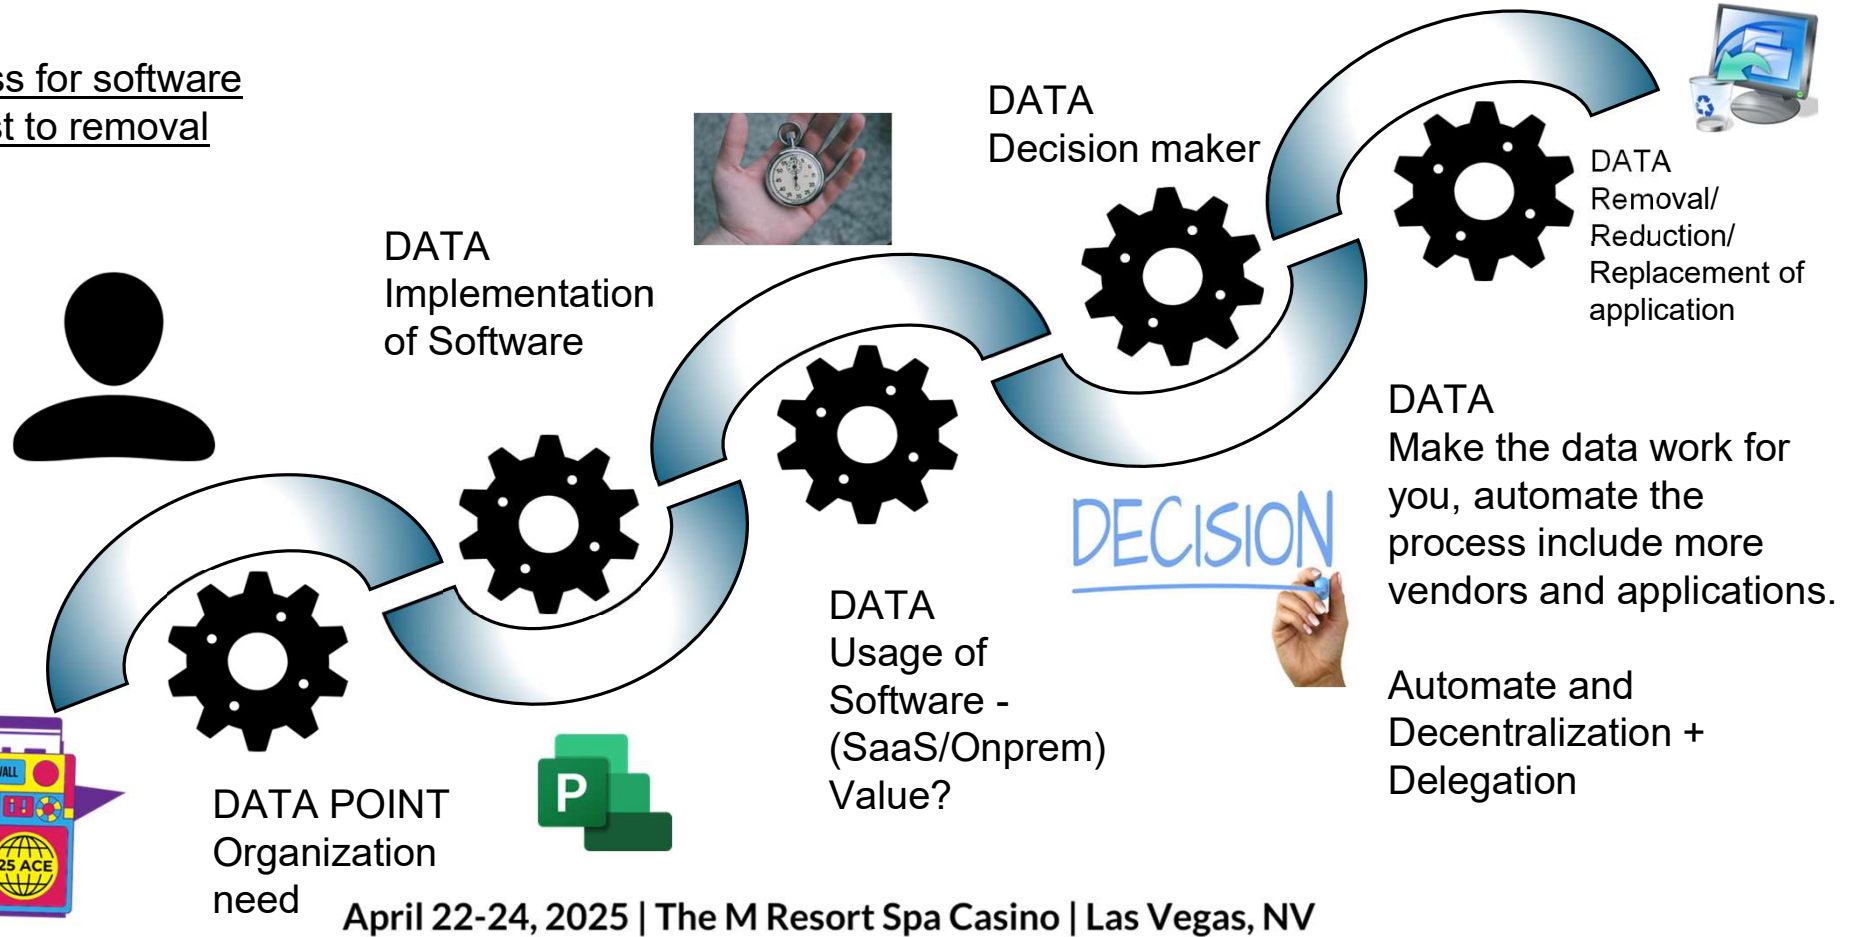 for software
to removal
DATA
Implementation
of Software
DATA
Decision maker
DATA
Removal/
Reduction/
Replacement of
application
DATA
Make the data work for
you, automate the
process include more
vendors and applications.
Automate and
Decentralization +
Delegation
DECISION
DATA
Usage of
Software -
(SaaS/Onprem)
Value?
P
25 ACE
DATA POINT
Organization
need
April 22-24, 2025 | The M Resort Spa Casino | Las Vegas, NV